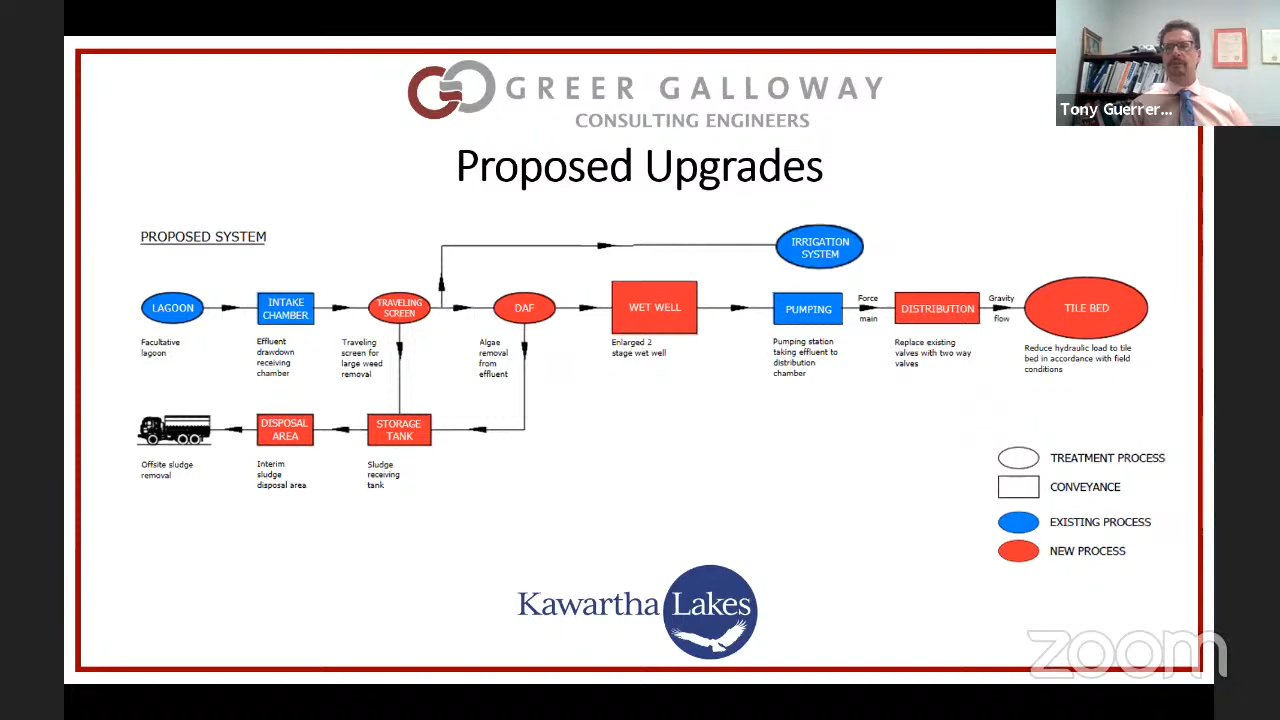 GREER GALLOWAY
CONSULTING ENGINEERS
Tony Guerrer...
Proposed Upgrades
PROPOSED SYSTEM
IRRIGATION
SYSTEM
LAGOON
INTAKE
CHAMBER
TRAVELING
SCREEN
DAF
WET WELL
PUMPING
Force
main
DISTRIBUTION
Gravity
flow
TILE BED
Facultative
lagoon
Effluent
drawdown
receiving
chamber
Traveling
screen for
large weed
removal
Algae
removal
from
effluent
Enlarged 2
stage wet well
Pumping station
taking effluent to
distribution
chamber
Replace existing
valves with two way
valves
Reduce hydraulic load to tile
bed in accordance with field
conditions
DISPOSAL
AREA
STORAGE
TANK
Offsite sludge
removal
Interim
sludge
disposal area
Sludge
receiving
tank
TREATMENT PROCESS
CONVEYANCE
EXISTING PROCESS
NEW PROCESS
Kawartha Lakes
zoom